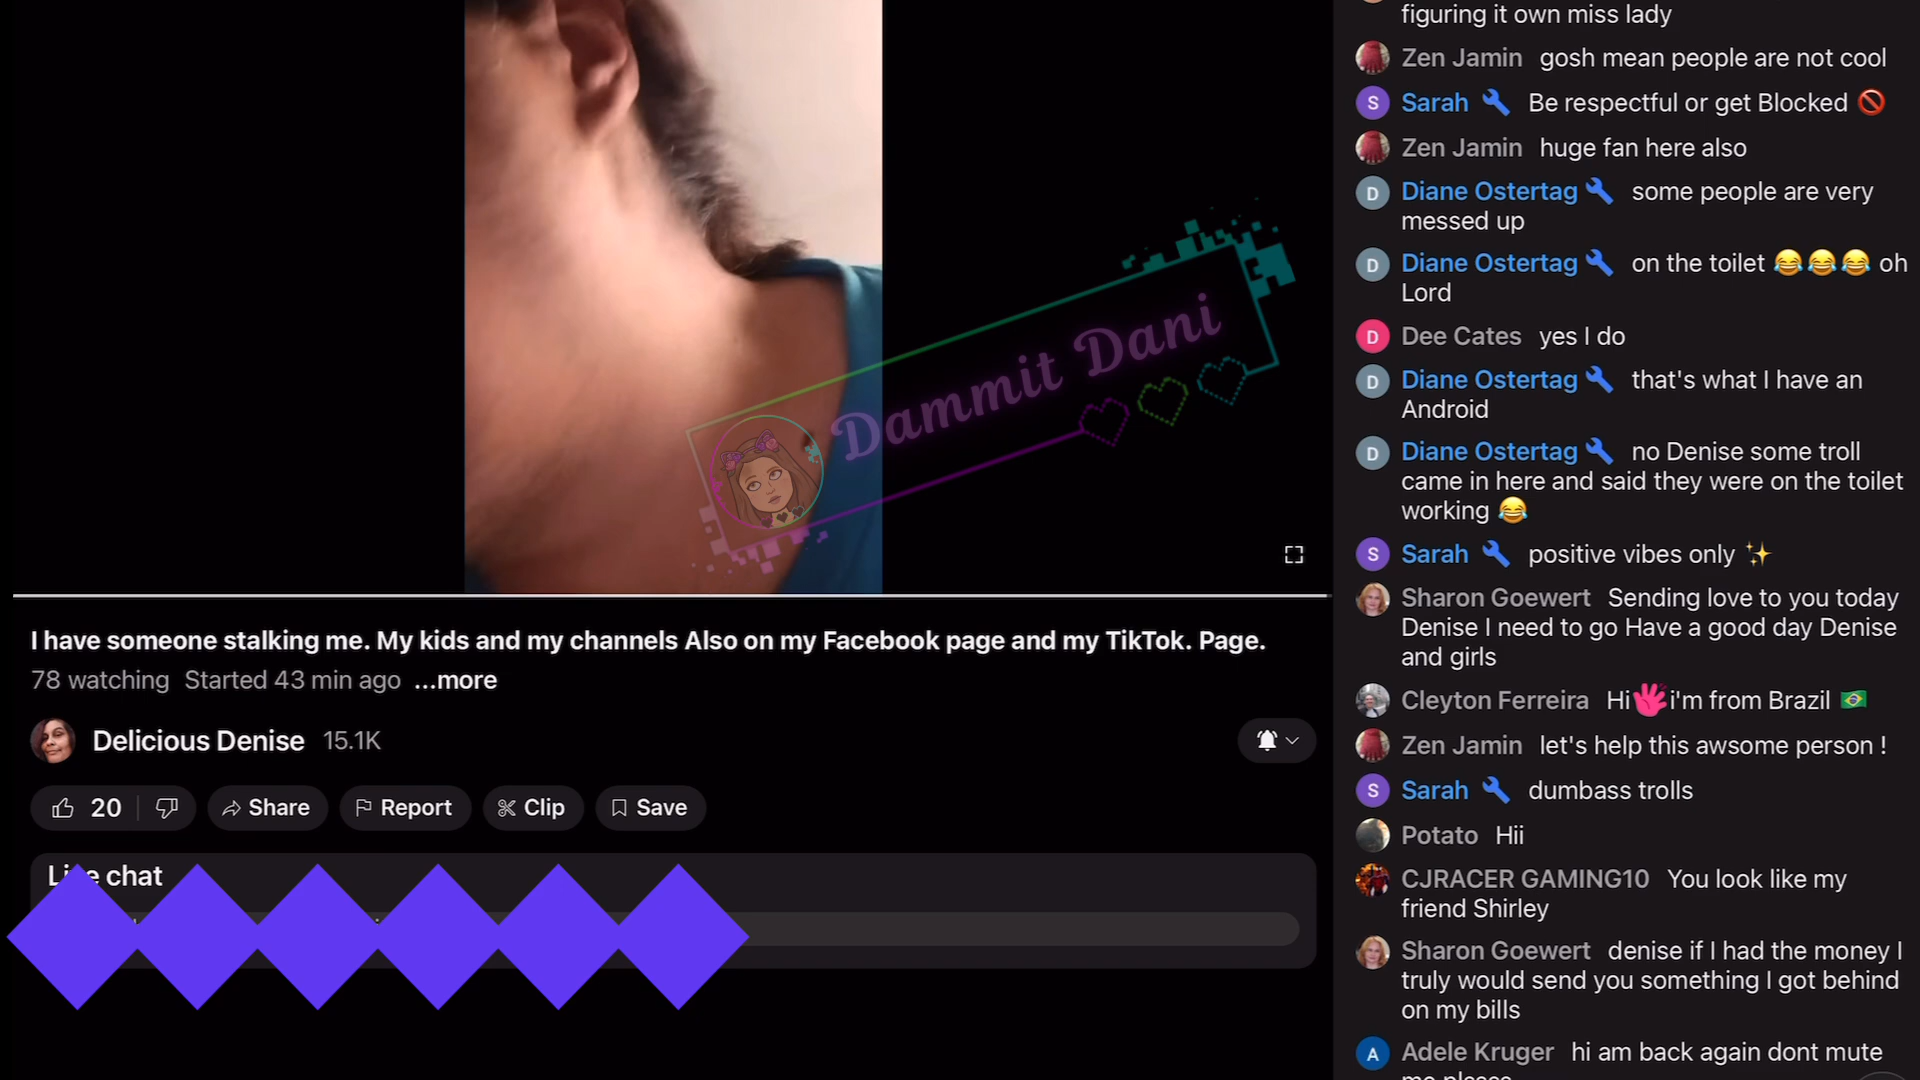 Dammit Dani
I have someone stalking me. My kids and my channels Also on my Facebook page and my TikTok. Page.
78 watching Started 43 min ago ...more
Delicious Denise 15.1K
20 Share Report Clip Save
chat
figuring it own miss lady
Zen Jamin gosh mean people are not cool
S Sarah 🔧 Be respectful or get Blocked 🚫
Zen Jamin huge fan here also
D Diane Ostertag 🔧 some people are very
messed up
D Diane Ostertag 🔧 on the toilet 😂😂😂 oh
Lord
D Dee Cates yes I do
D Diane Ostertag 🔧 that's what I have an
Android
D Diane Ostertag 🔧 no Denise some troll
came in here and said they were on the toilet
working 😂
S Sarah 🔧 positive vibes only ✨
Sharon Goewert Sending love to you today
Denise I need to go Have a good day Denise
and girls
Cleyton Ferreira Hi👋i'm from Brazil 🇧🇷
Zen Jamin let's help this awsome person !
S Sarah 🔧 dumbass trolls
Potato Hii
CJRACER GAMING10 You look like my
friend Shirley
Sharon Goewert denise if I had the money I
truly would send you something I got behind
on my bills
A Adele Kruger hi am back again dont mute